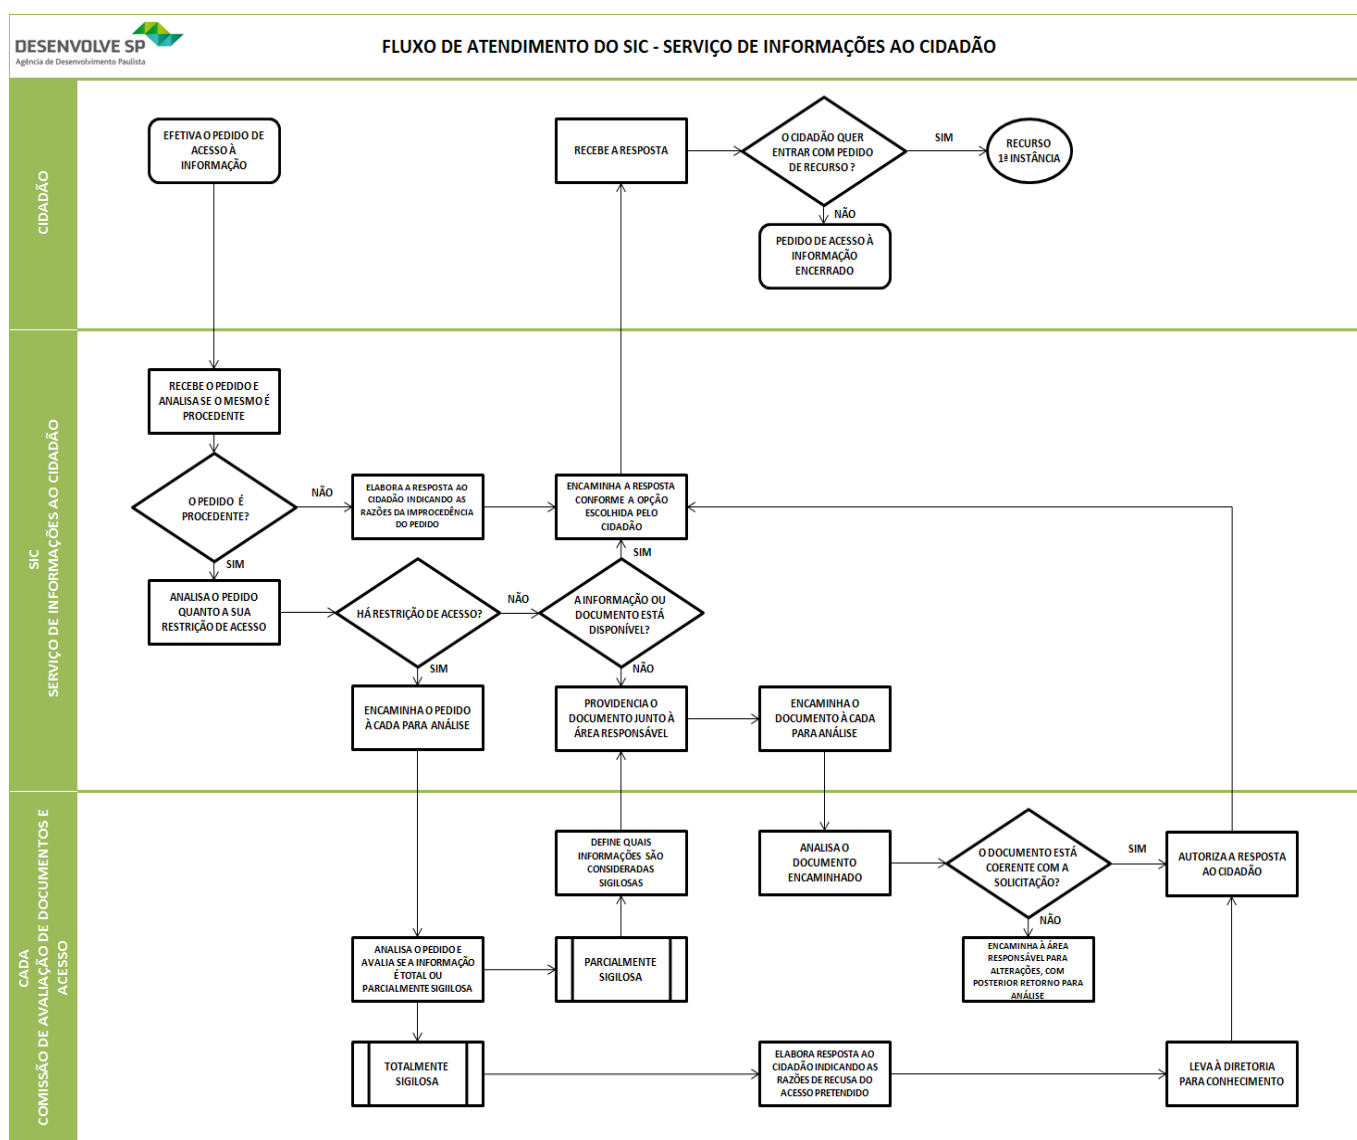 DESENVOLVE SP
Agência de Desenvolvimento Paulista
FLUXO DE ATENDIMENTO DO SIC - SERVIÇO DE INFORMAÇÕES AO CIDADÃO
CIDADÃO
EFETIVA O PEDIDO DE
ACESSO À
INFORMAÇÃO
RECEBE A RESPOSTA
O CIDADÃO QUER
ENTRAR COM PEDIDO
DE RECURSO ?
SIM
RECURSO
1ª INSTÂNCIA
NÃO
PEDIDO DE ACESSO À
INFORMAÇÃO
ENCERRADO
SIC
SERVIÇO DE INFORMAÇÕES AO CIDADÃO
RECEBE O PEDIDO E
ANALISA SE O MESMO É
PROCEDENTE
O PEDIDO É
PROCEDENTE?
NÃO
ELABORA A RESPOSTA AO
CIDADÃO INDICANDO AS
RAZÕES DA IMPROCEDÊNCIA
DO PEDIDO
ENCAMINHA A RESPOSTA
CONFORME A OPÇÃO
ESCOLHIDA PELO
CIDADÃO
SIM
SIM
ANALISA O PEDIDO
QUANTO A SUA
RESTRIÇÃO DE ACESSO
HÁ RESTRIÇÃO DE ACESSO?
NÃO
A INFORMAÇÃO OU
DOCUMENTO ESTÁ
DISPONÍVEL?
SIM
NÃO
ENCAMINHA O PEDIDO
À CADA PARA ANÁLISE
PROVIDENCIA O
DOCUMENTO JUNTO À
ÁREA RESPONSÁVEL
ENCAMINHA O
DOCUMENTO À CADA
PARA ANÁLISE
CADA
COMISSÃO DE AVALIAÇÃO DE DOCUMENTOS E
ACESSO
DEFINE QUAIS
INFORMAÇÕES SÃO
CONSIDERADAS
SIGILOSAS
ANALISA O
DOCUMENTO
ENCAMINHADO
O DOCUMENTO ESTÁ
COERENTE COM A
SOLICITAÇÃO?
SIM
AUTORIZA A RESPOSTA
AO CIDADÃO
NÃO
ANALISA O PEDIDO E
AVALIA SE A INFORMAÇÃO
É TOTAL OU
PARCIALMENTE SIGIILOSA
PARCIALMENTE
SIGILOSA
ENCAMINHA À ÁREA
RESPONSÁVEL PARA
ALTERAÇÕES, COM
POSTERIOR RETORNO PARA
ANÁLISE
TOTALMENTE
SIGILOSA
ELABORA RESPOSTA AO
CIDADÃO INDICANDO AS
RAZÕES DE RECUSA DO
ACESSO PRETENDIDO
LEVA À DIRETORIA
PARA CONHECIMENTO